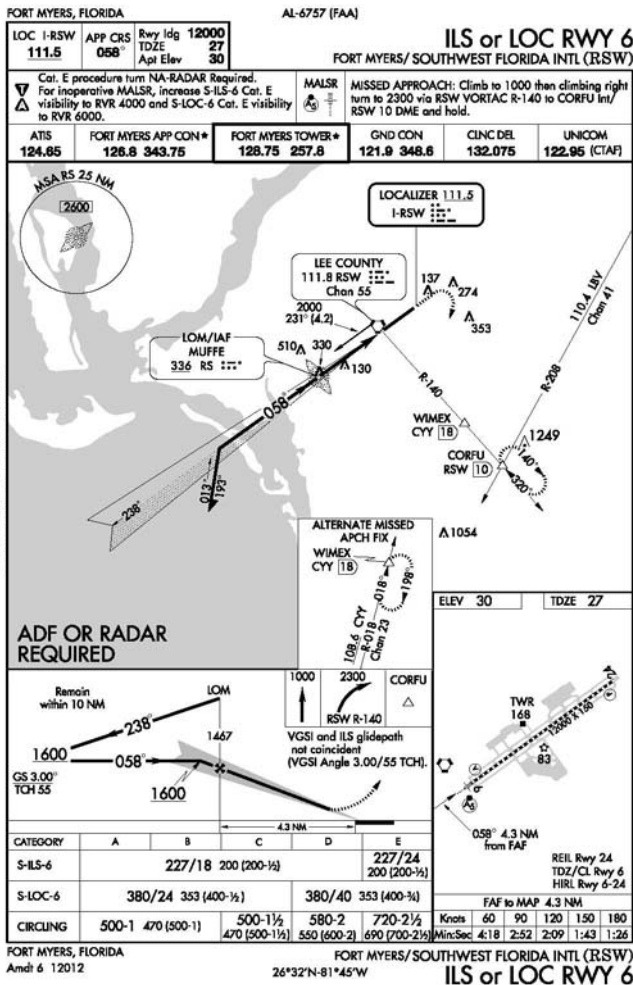 FORT MYERS, FLORIDA AL-6757 (FAA)
LOC I-RSW 111.5
APP CRS 058°
Rwy ldg 12000
TDZE 27
Apt Elev 30
ILS or LOC RWY 6
FORT MYERS/ SOUTHWEST FLORIDA INTL (RSW)
T A
Cat. E procedure turn NA-RADAR Required.
For inoperative MALSR, increase S-ILS-6 Cat. E
visibility to RVR 4000 and S-LOC-6 Cat. E visibility
to RVR 6000.
MALSR
A5
MISSED APPROACH: Climb to 1000 then climbing right
turn to 2300 via RSW VORTAC R-140 to CORFU Int/
RSW 10 DME and hold.
ATIS
124.65
FORT MYERS APP CON★
126.8 343.75
FORT MYERS TOWER★
128.75 257.8
GND CON
121.9 348.6
CLNC DEL
132.075
UNICOM
122.95 (CTAF)
MSA RS 25 NM
2600
LOCALIZER 111.5
I-RSW
LEE COUNTY
111.8 RSW
Chan 55
2000
231° (4.2)
137
274
353
110.4 LBV
Chan 41
R-208
LOM/IAF
MUFFE
336 RS
510
330
130
058°
R-140
WIMEX
CYY 18
1249
CORFU
RSW 10
140°
320°
013°
193°
238°
1054
ALTERNATE MISSED
APCH FIX
WIMEX
CYY 18
018°
198°
108.6 CYY
R-018
Chan 23
ADF OR RADAR
REQUIRED
ELEV 30 TDZE 27
Remain
within 10 NM
LOM
238°
1467
1600
058°
1600
GS 3.00°
TCH 55
1000
2300
RSW R-140
CORFU
VGSI and ILS glidepath
not coincident
(VGSI Angle 3.00/55 TCH).
4.3 NM
TWR
168
12000 X 150
83
24
6
A5
058° 4.3 NM
from FAF
REIL Rwy 24
TDZ/CL Rwy 6
HIRL Rwy 6-24
CATEGORY A B C D E
S-ILS-6 227/18 200 (200-½) 227/24 200 (200-½)
S-LOC-6 380/24 353 (400-½) 380/40 353 (400-¾)
CIRCLING 500-1 470 (500-1) 500-1½ 470 (500-1½) 580-2 550 (600-2) 720-2½ 690 (700-2½)
FAF to MAP 4.3 NM
Knots 60 90 120 150 180
Min:Sec 4:18 2:52 2:09 1:43 1:26
FORT MYERS, FLORIDA
Amdt 6 12012
26°32'N-81°45'W
FORT MYERS/SOUTHWEST FLORIDA INTL (RSW)
ILS or LOC RWY 6